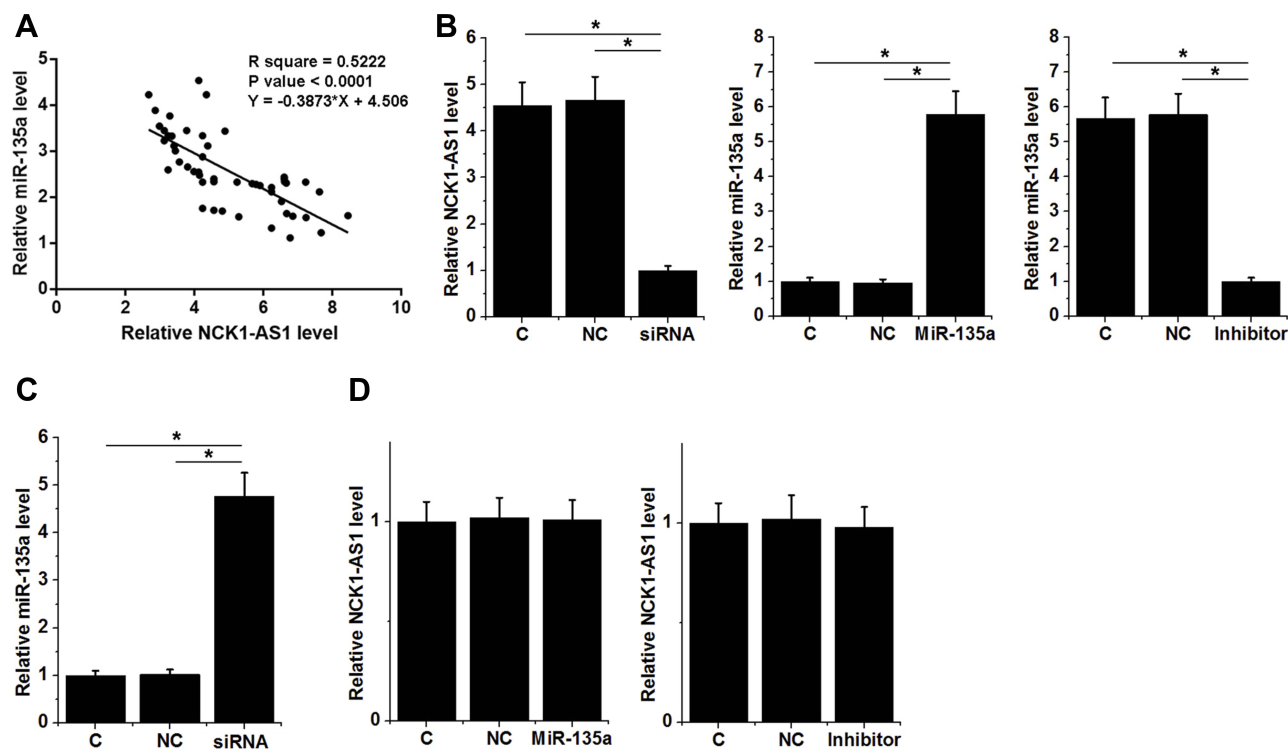 A
R square = 0.5222
P value < 0.0001
Y = -0.3873*X + 4.506
Relative miR-135a level
5
4
3
2
1
0
0 2 4 6 8 10
Relative NCK1-AS1 level
B
Relative NCK1-AS1 level
6
5
4
3
2
1
0
*
*
C NC siRNA
Relative miR-135a level
8
7
6
5
4
3
2
1
0
*
*
C NC MiR-135a
Relative miR-135a level
8
7
6
5
4
3
2
1
0
*
*
C NC Inhibitor
C
Relative miR-135a level
6
5
4
3
2
1
0
*
*
C NC siRNA
D
Relative NCK1-AS1 level
1
0
C NC MiR-135a
Relative NCK1-AS1 level
1
0
C NC Inhibitor